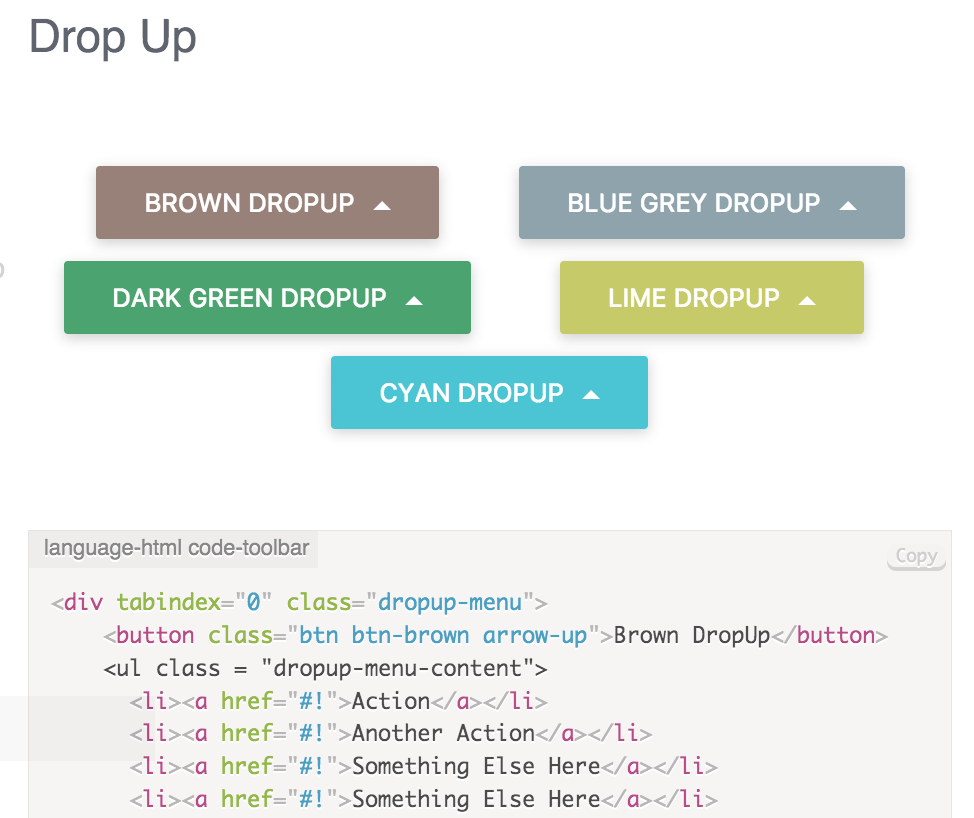 Drop Up
BROWN DROPUP
BLUE GREY DROPUP
DARK GREEN DROPUP
LIME DROPUP
CYAN DROPUP
language-html code-toolbar
Copy
<div tabindex="0" class="dropup-menu">
    <button class="btn btn-brown arrow-up">Brown DropUp</button>
    <ul class = "dropup-menu-content">
      <li><a href="#!">Action</a></li>
      <li><a href="#!">Another Action</a></li>
      <li><a href="#!">Something Else Here</a></li>
      <li><a href="#!">Something Else Here</a></li>